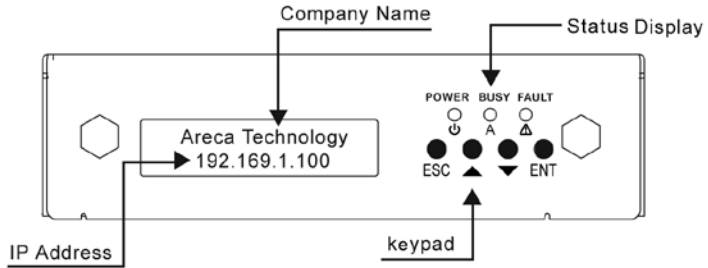 Company Name
Status Display
POWER BUSY FAULT
A
Areca Technology
192.169.1.100
ESC ENT
IP Address
keypad